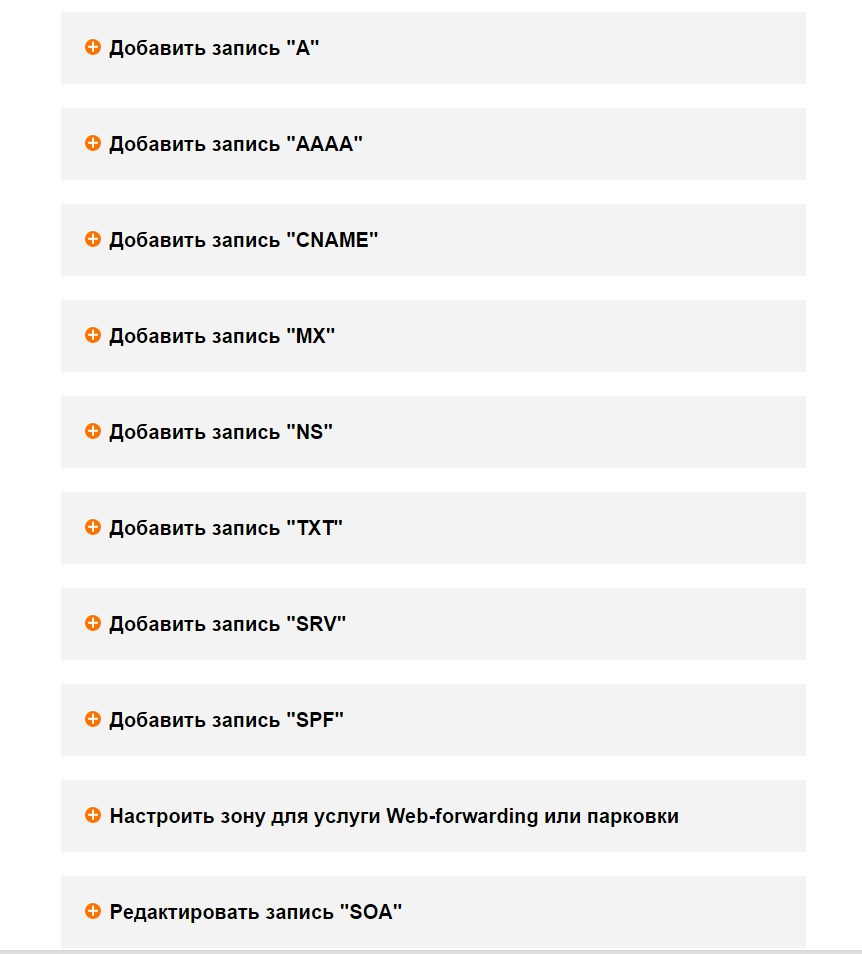 Добавить запись "A"
Добавить запись "AAAA"
Добавить запись "CNAME"
Добавить запись "MX"
Добавить запись "NS"
Добавить запись "TXT"
Добавить запись "SRV"
Добавить запись "SPF"
Настроить зону для услуги Web-forwarding или парковки
Редактировать запись "SOA"